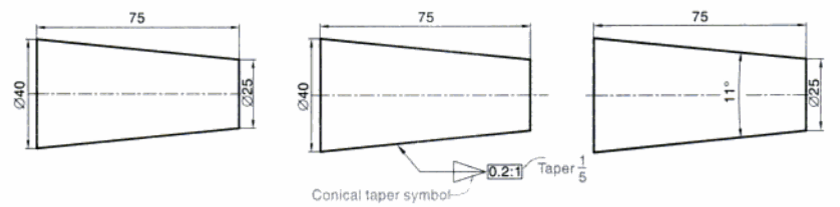 75
Ø40
Ø25
75
Ø40
0.2:1
Taper 1/5
Conical taper symbol
75
11°
Ø25